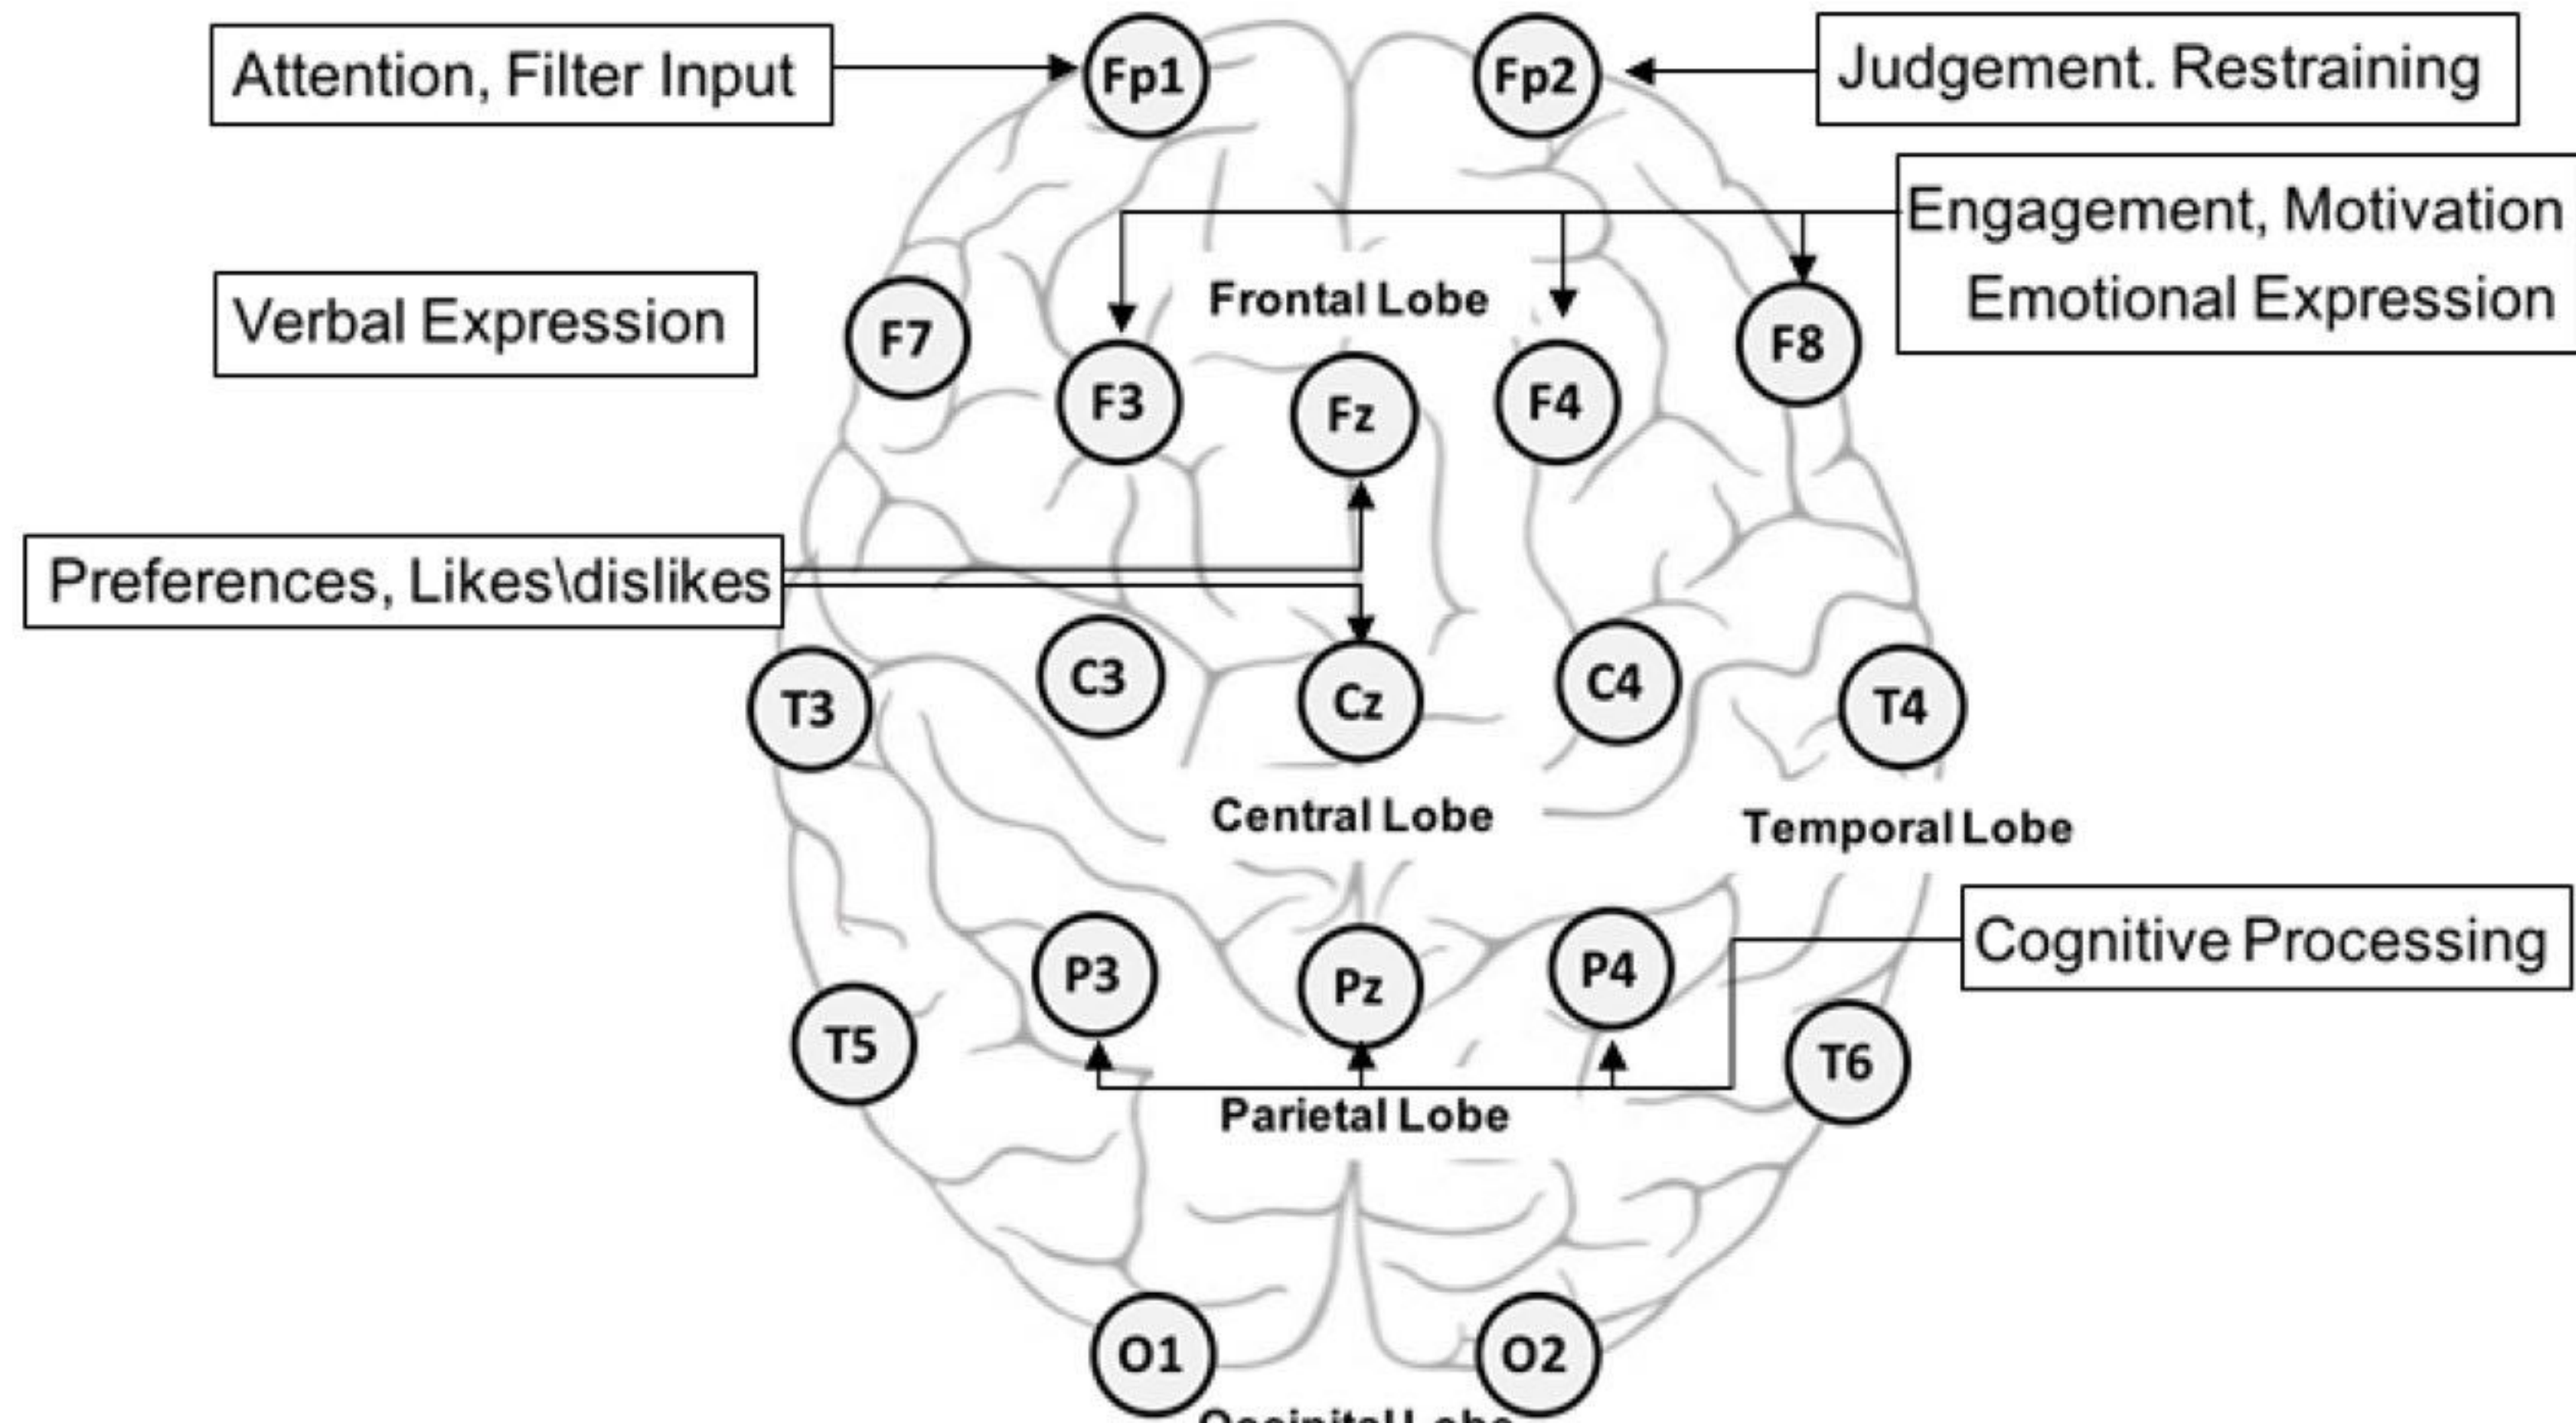 Attention, Filter Input
Fp1
Fp2
Judgement. Restraining
Engagement, Motivation
Emotional Expression
Verbal Expression
Frontal Lobe
F7
F3
Fz
F4
F8
Preferences, Likes\dislikes
T3
C3
Cz
C4
T4
Central Lobe
Temporal Lobe
Cognitive Processing
P3
Pz
P4
T5
T6
Parietal Lobe
O1
O2
Occipital Lobe